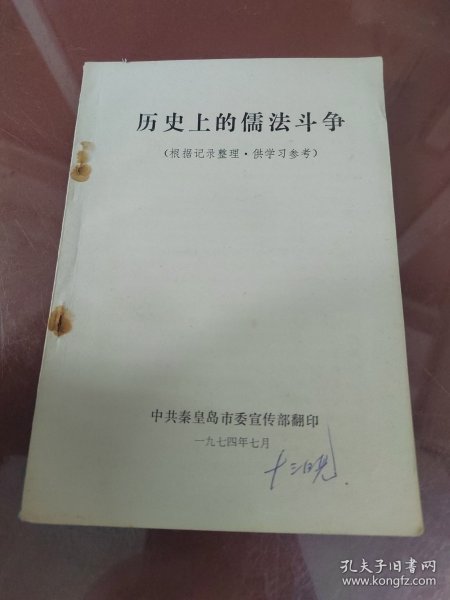 历史上的儒法斗争
(根据记录整理·供学习参考)
中共秦皇岛市委宣传部翻印
一九七四年七月
孔夫子旧书网
www.kongfz.com